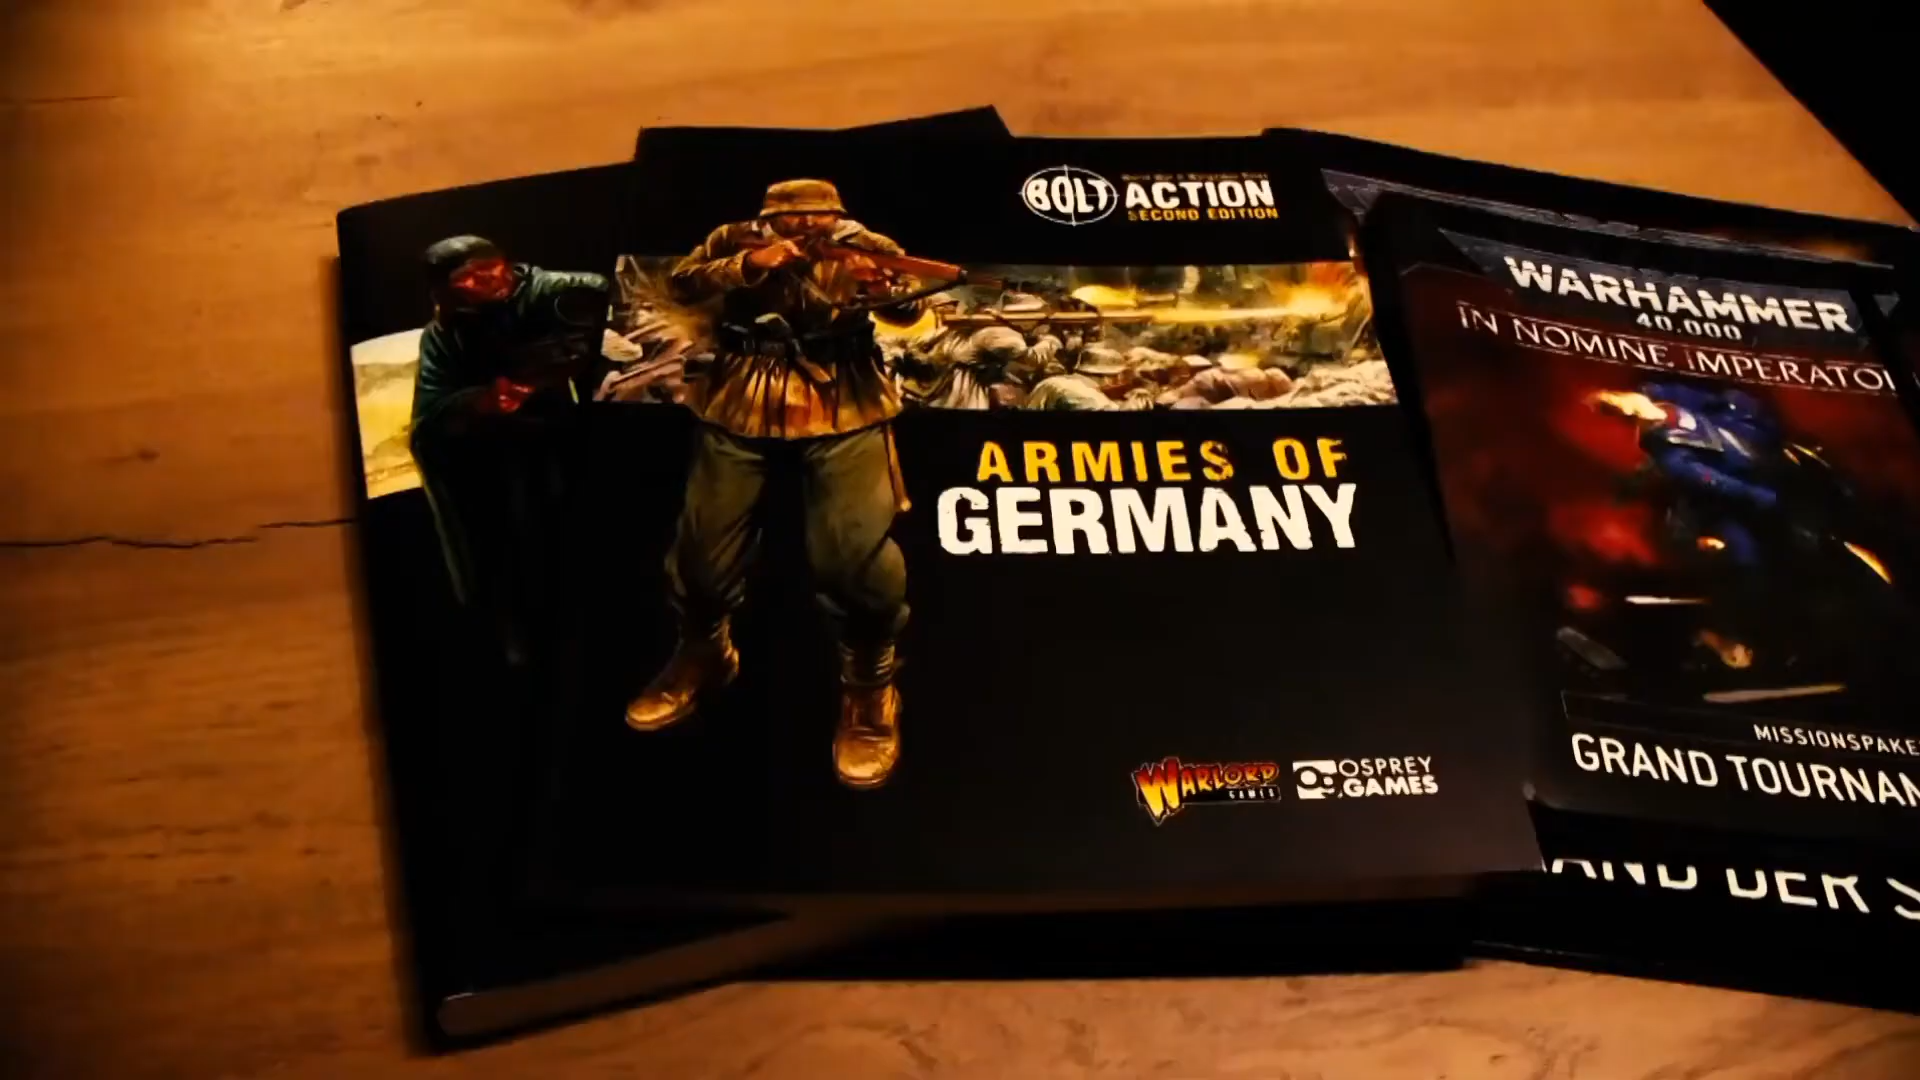 BOLT ACTION
SECOND EDITION
ARMIES OF
GERMANY
WARLORD
GAMES
OSPREY
GAMES
WARHAMMER
40.000
IN NOMINE IMPERATO
MISSIONSPAKE
GRAND TOURNAM